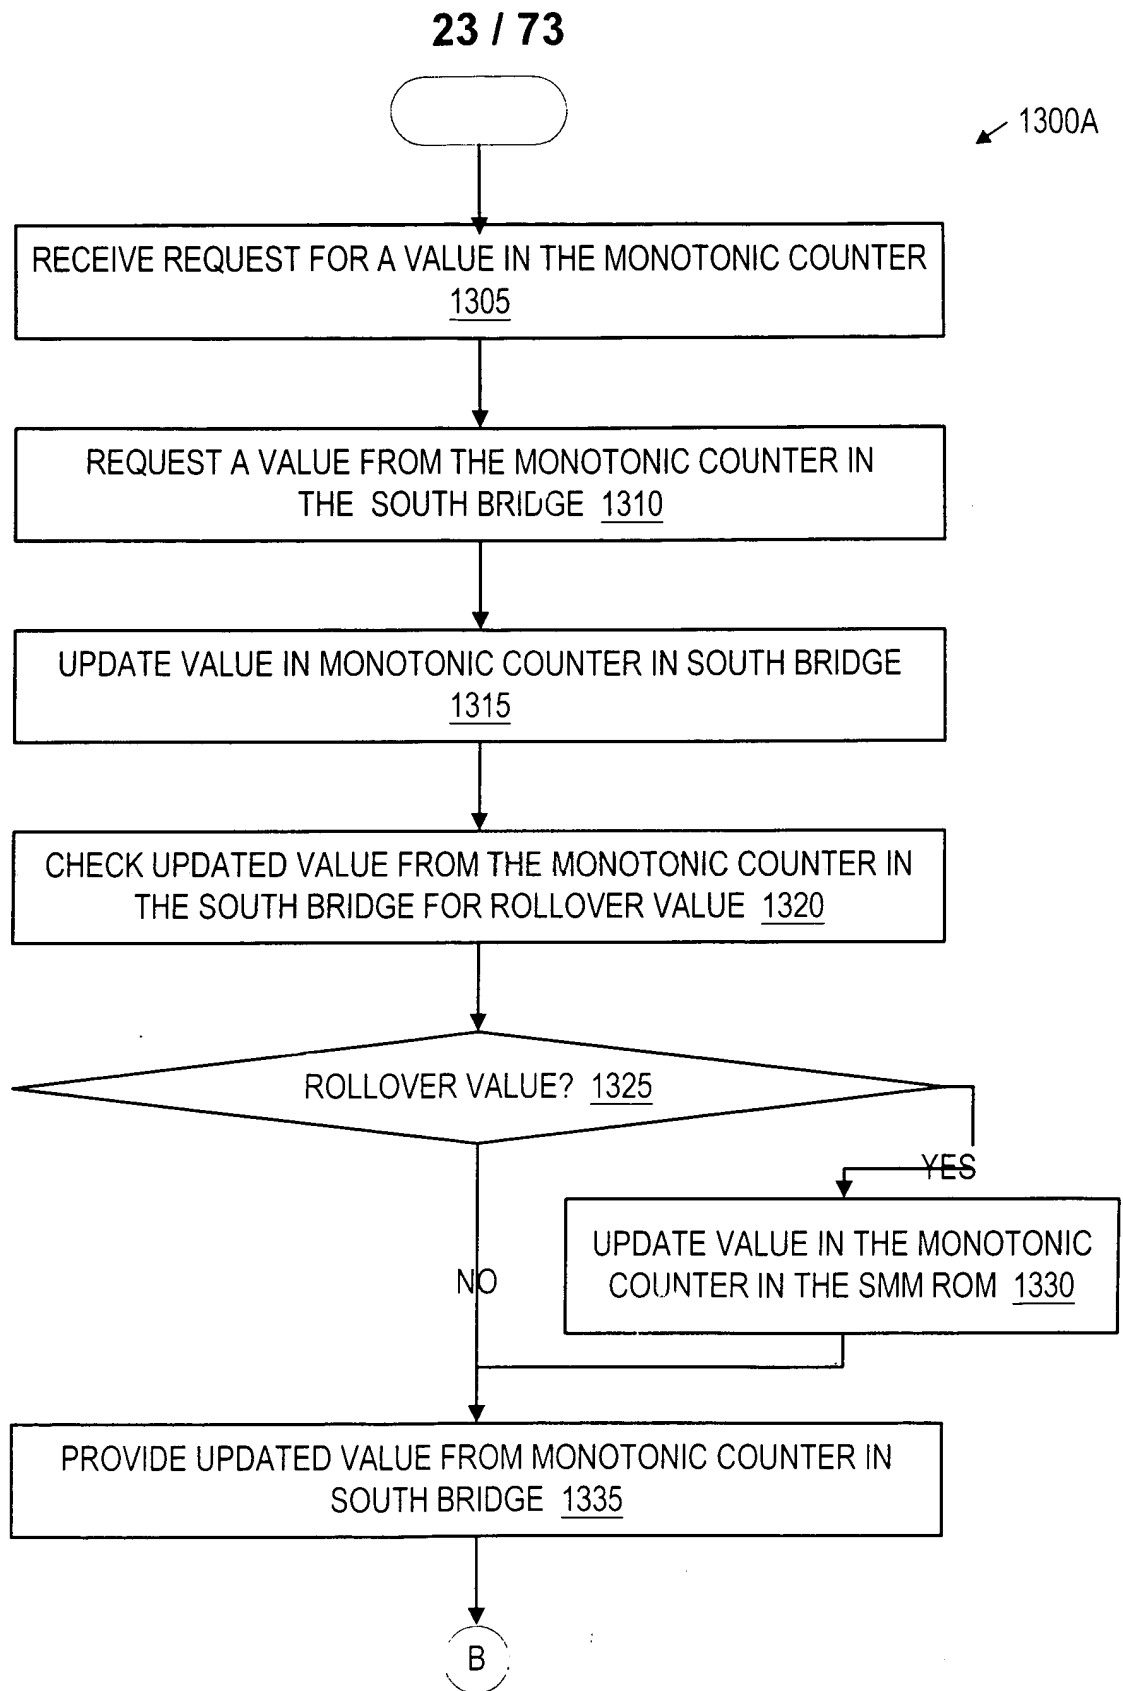 23 / 73
1300A
RECEIVE REQUEST FOR A VALUE IN THE MONOTONIC COUNTER
1305
REQUEST A VALUE FROM THE MONOTONIC COUNTER IN
THE SOUTH BRIDGE 1310
UPDATE VALUE IN MONOTONIC COUNTER IN SOUTH BRIDGE
1315
CHECK UPDATED VALUE FROM THE MONOTONIC COUNTER IN
THE SOUTH BRIDGE FOR ROLLOVER VALUE 1320
ROLLOVER VALUE? 1325
YES
UPDATE VALUE IN THE MONOTONIC
COUNTER IN THE SMM ROM 1330
NO
PROVIDE UPDATED VALUE FROM MONOTONIC COUNTER IN
SOUTH BRIDGE 1335
B